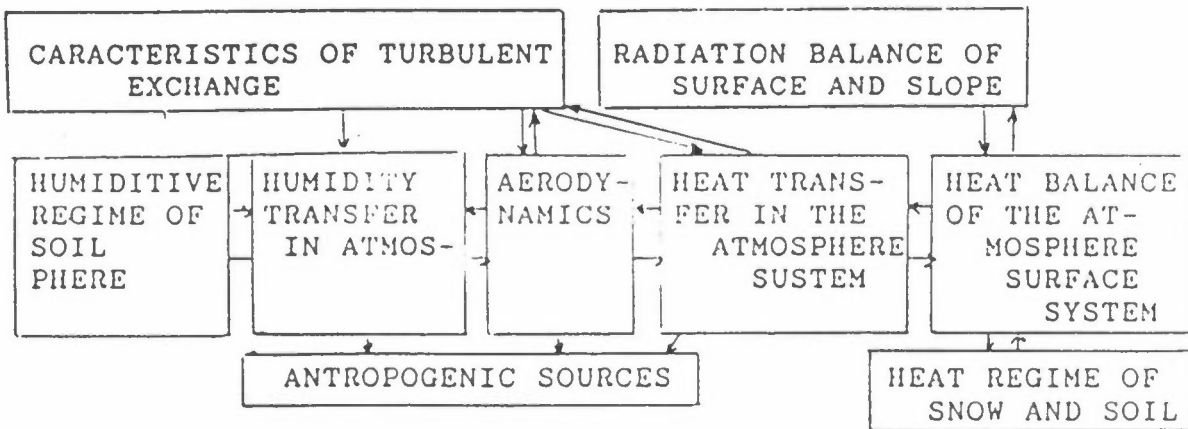 CARACTERISTICS OF TURBULENT
EXCHANGE
RADIATION BALANCE OF
SURFACE AND SLOPE
HUMIDITIVE
REGIME OF
SOIL
PHERE
HUMIDITY
TRANSFER
IN ATMOS-
AERODY-
NAMICS
HEAT TRANS-
FER IN THE
ATMOSPHERE
SUSTEM
HEAT BALANCE
OF THE AT-
MOSPHERE
SURFACE
SYSTEM
ANTROPOGENIC SOURCES
HEAT REGIME OF
SNOW AND SOIL